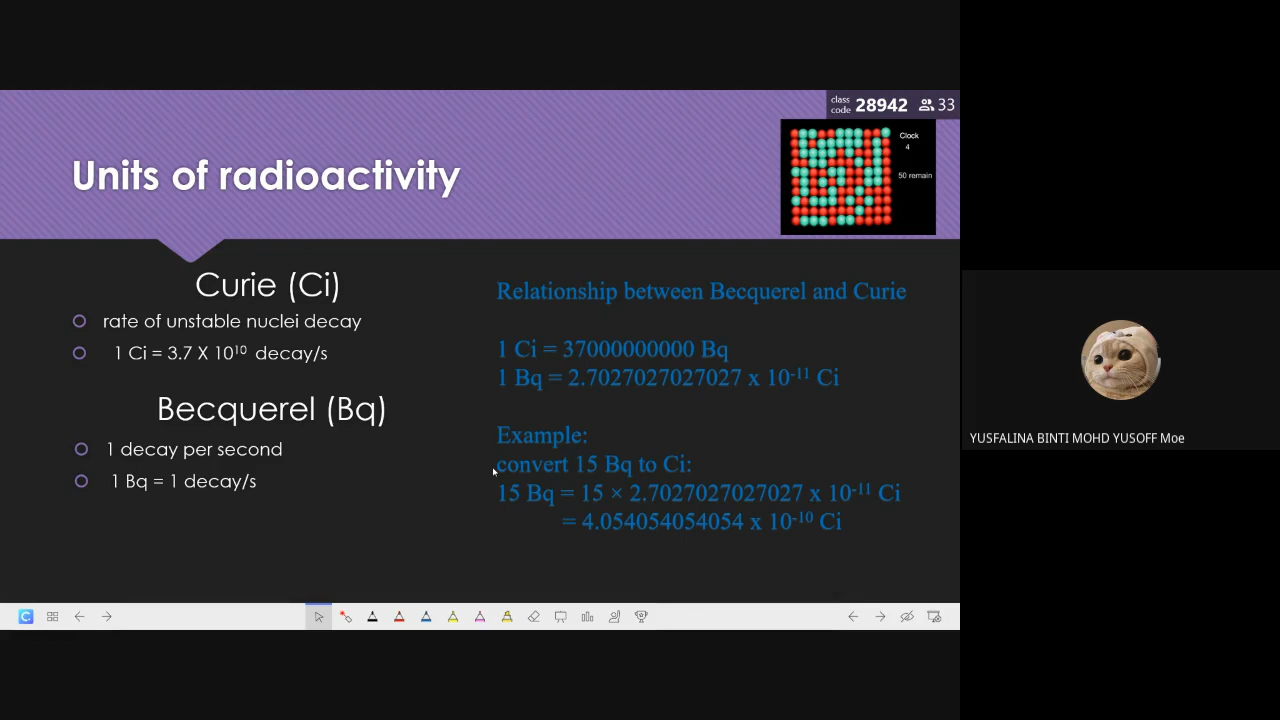 class
code 28942 33
Clock
4
50 remain
Units of radioactivity
Curie (Ci)
rate of unstable nuclei decay
1 Ci = 3.7 X 10¹⁰ decay/s
Becquerel (Bq)
1 decay per second
1 Bq = 1 decay/s
Relationship between Becquerel and Curie
1 Ci = 37000000000 Bq
1 Bq = 2.7027027027027 x 10⁻¹¹ Ci
Example:
convert 15 Bq to Ci:
15 Bq = 15 × 2.7027027027027 x 10⁻¹¹ Ci
= 4.054054054054 x 10⁻¹⁰ Ci
YUSFALINA BINTI MOHD YUSOFF Moe